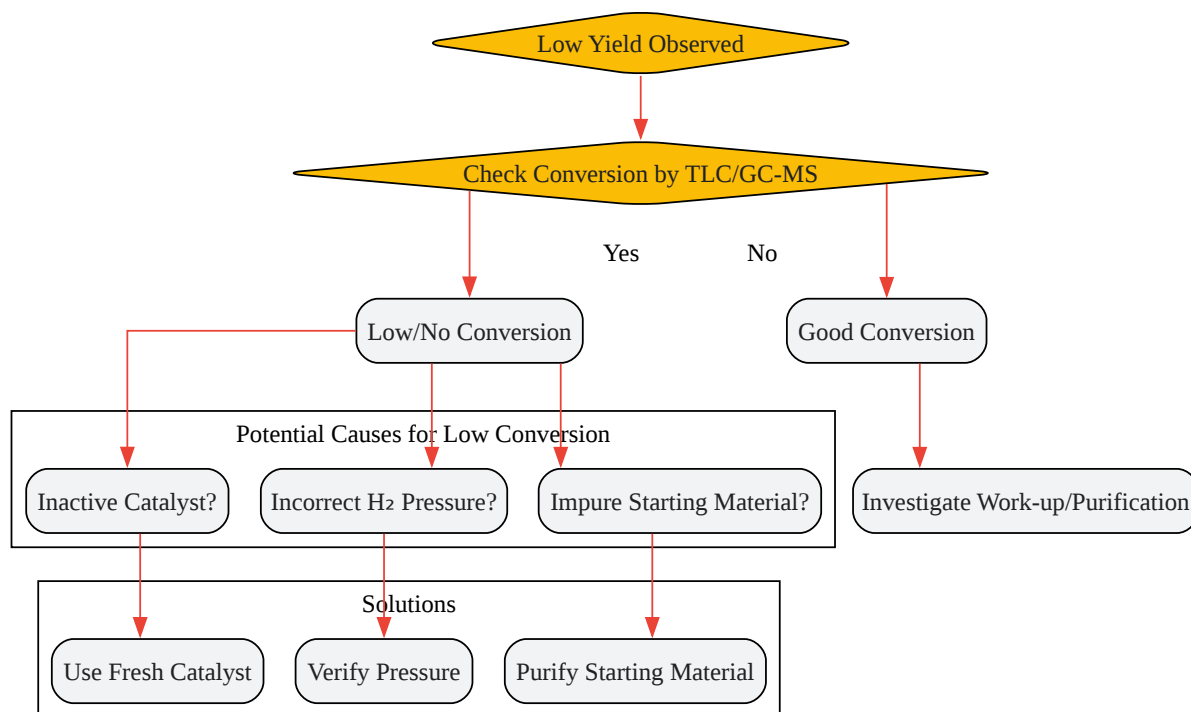 Low Yield Observed
Check Conversion by TLC/GC-MS
Yes
No
Low/No Conversion
Good Conversion
Potential Causes for Low Conversion
Inactive Catalyst?
Incorrect H₂ Pressure?
Impure Starting Material?
Investigate Work-up/Purification
Solutions
Use Fresh Catalyst
Verify Pressure
Purify Starting Material